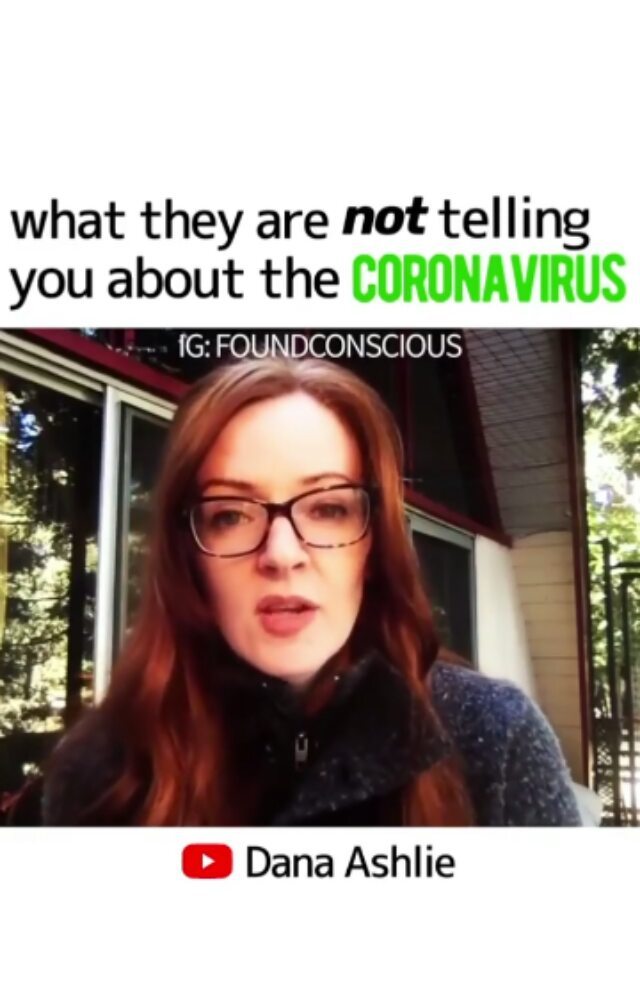 what they are not telling
you about the CORONAVIRUS
IG: FOUNDCONSCIOUS
Dana Ashlie